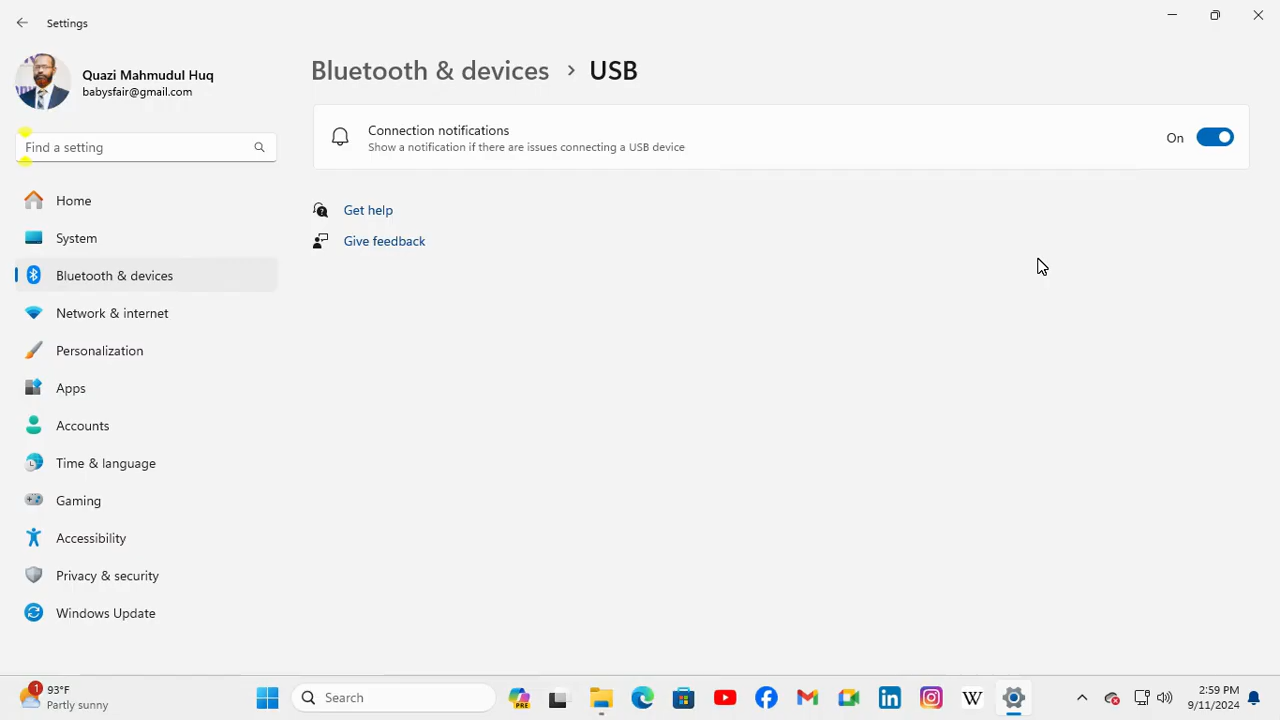 Settings
Quazi Mahmudul Huq
babysfair@gmail.com
Find a setting
Home
System
Bluetooth & devices
Network & internet
Personalization
Apps
Accounts
Time & language
Gaming
Accessibility
Privacy & security
Windows Update
Bluetooth & devices › USB
Connection notifications
Show a notification if there are issues connecting a USB device
On
Get help
Give feedback
1
93°F
Partly sunny
Search
PRE
W
2:59 PM
9/11/2024